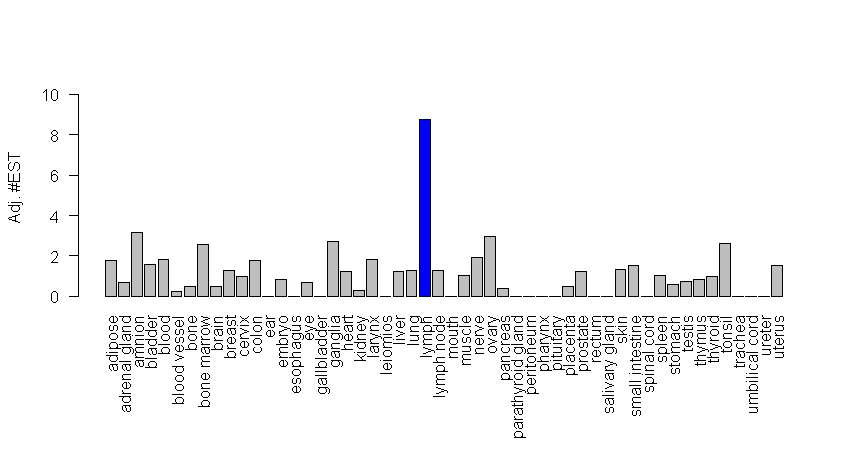 Adj. #EST
10
8
6
4
2
0
adipose
adrenal gland
amnion
bladder
blood
blood vessel
bone
bone marrow
brain
breast
cervix
colon
ear
embryo
esophagus
eye
gallbladder
ganglia
heart
kidney
larynx
leiomios
liver
lung
lymph
lymph node
mouth
muscle
nerve
ovary
pancreas
parathyroid gland
peritoneum
pharynx
pituitary
placenta
prostate
rectum
salivary gland
skin
small intestine
spinal cord
spleen
stomach
testis
thymus
thyroid
tonsil
trachea
umbilical cord
ureter
uterus